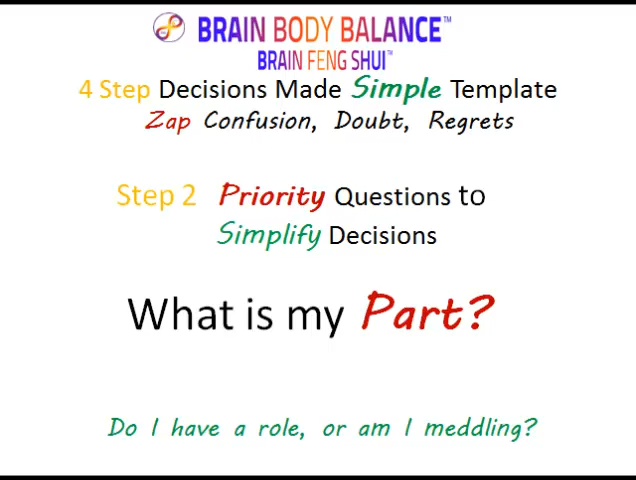 BRAIN BODY BALANCE™
BRAIN FENG SHUI™
4 Step Decisions Made Simple Template
Zap Confusion, Doubt, Regrets
Step 2 Priority Questions to
Simplify Decisions
What is my Part?
Do I have a role, or am I meddling?